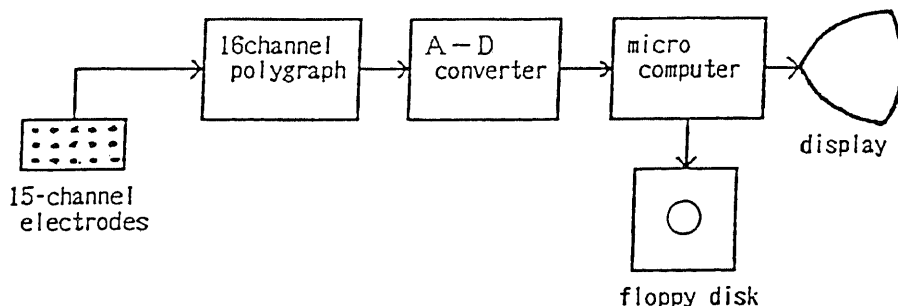 16channel
polygraph
A-D
converter
micro
computer
display
15-channel
electrodes
floppy disk